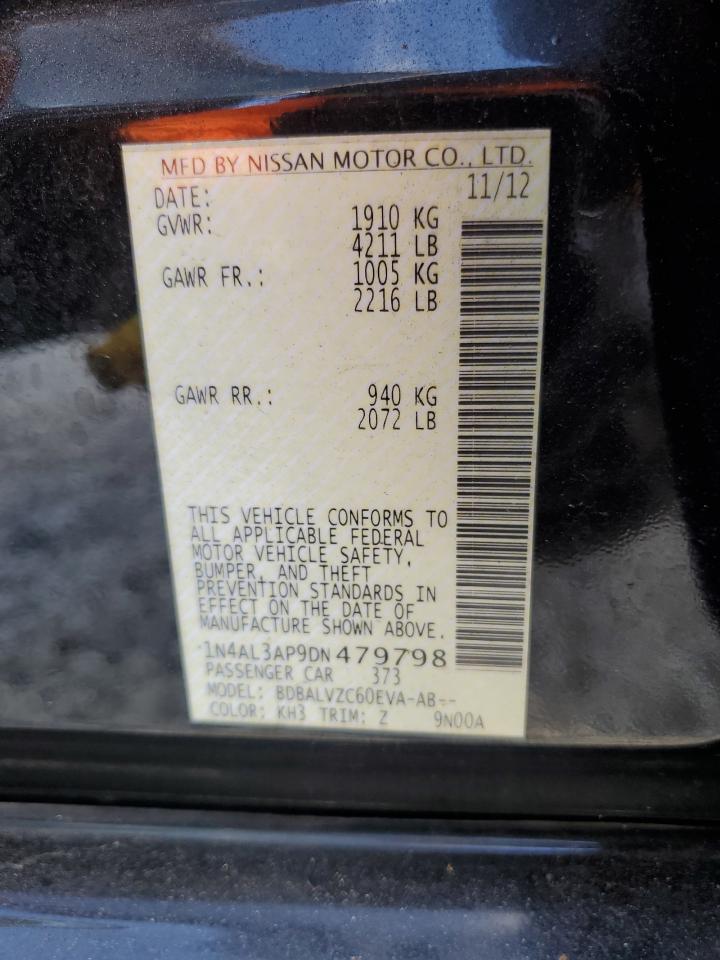 MFD BY NISSAN MOTOR CO., LTD.
DATE: 11/12
GVWR: 1910 KG
4211 LB
GAWR FR.: 1005 KG
2216 LB
GAWR RR.: 940 KG
2072 LB
THIS VEHICLE CONFORMS TO
ALL APPLICABLE FEDERAL
MOTOR VEHICLE SAFETY,
BUMPER, AND THEFT
PREVENTION STANDARDS IN
EFFECT ON THE DATE OF
MANUFACTURE SHOWN ABOVE.
1N4AL3AP9DN479798
PASSENGER CAR 373
MODEL: BDBALVZC60EVA-AB--
COLOR: KH3 TRIM: Z 9N00A